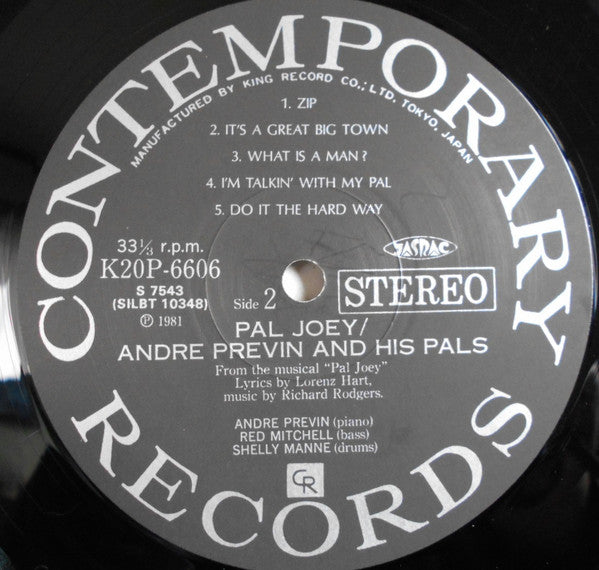 CONTEMPORARY
MANUFACTURED BY KING RECORD CO., LTD. TOKYO, JAPAN
1. ZIP
2. IT'S A GREAT BIG TOWN
3. WHAT IS A MAN?
4. I'M TALKIN' WITH MY PAL
5. DO IT THE HARD WAY
33⅓ r.p.m.
K20P-6606
S 7543
(SILBT 10348)
Ⓟ 1981
Side 2
JASRAC
STEREO
PAL JOEY/
ANDRE PREVIN AND HIS PALS
From the musical "Pal Joey"
Lyrics by Lorenz Hart,
music by Richard Rodgers.
ANDRE PREVIN (piano)
RED MITCHELL (bass)
SHELLY MANNE (drums)
CR
RECORDS